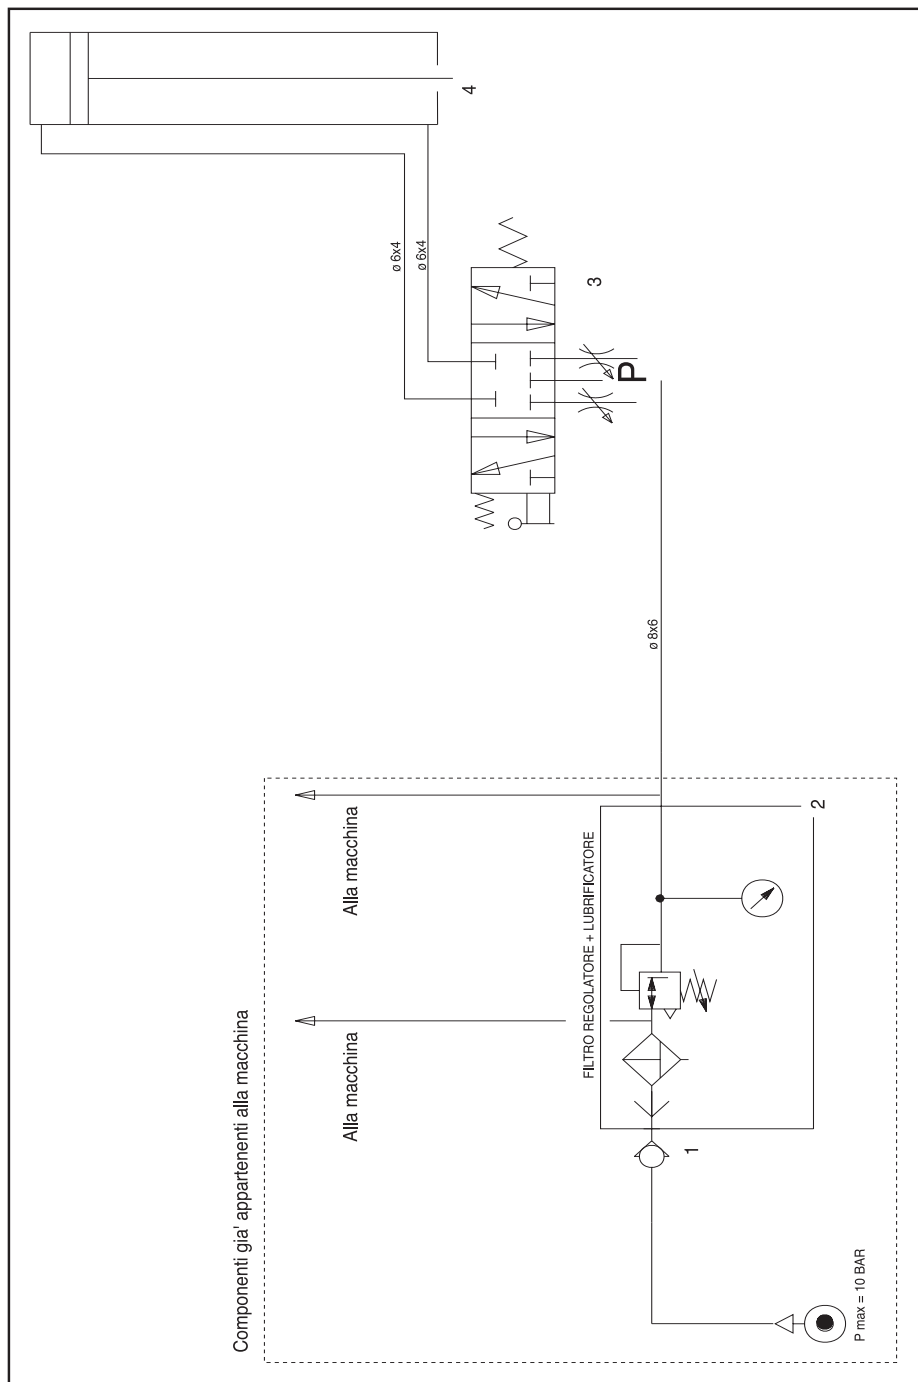 Componenti gia' appartenenti alla macchina
Alla macchina
Alla macchina
P max = 10 BAR
1
FILTRO REGOLATORE + LUBRIFICATORE
2
ø 8x6
P
3
ø 6x4
ø 6x4
4